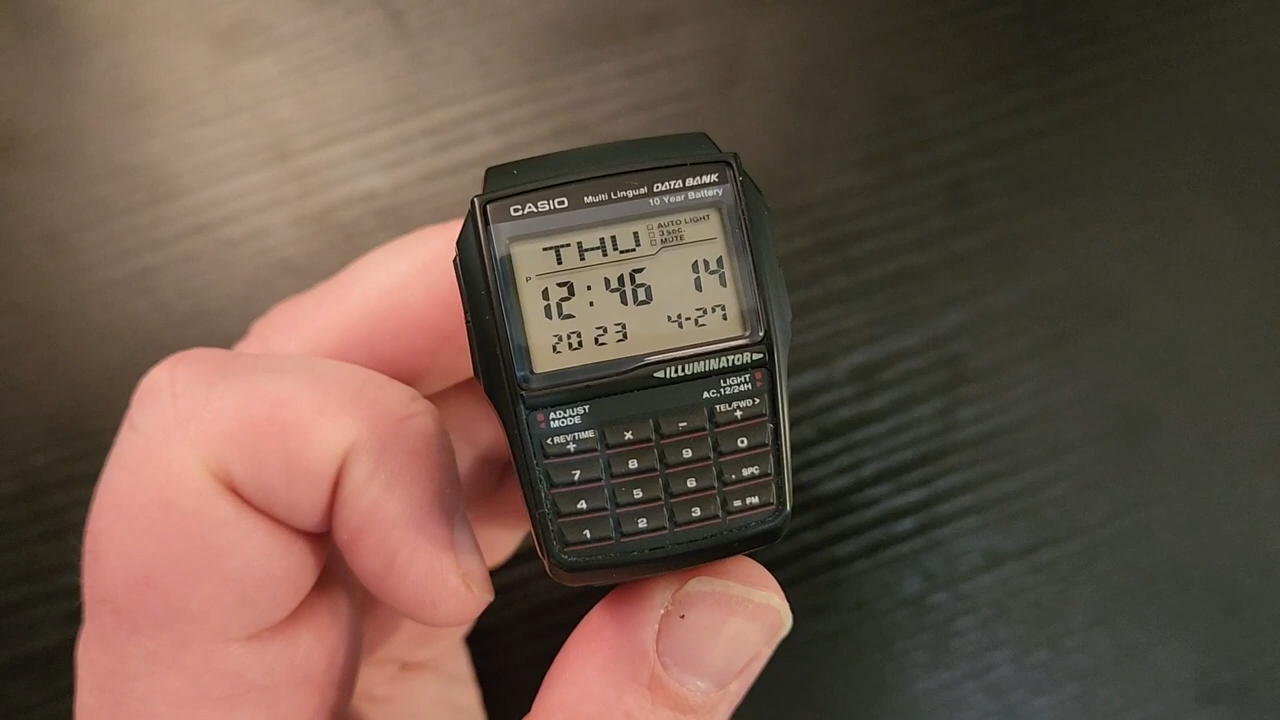 CASIO Multi Lingual DATA BANK
10 Year Battery
THU
AUTO LIGHT
3 sec.
MUTE
P
12:46 14
20 23 4-27
ILLUMINATOR
LIGHT
AC,12/24H
ADJUST
MODE
<REV/TIME ÷ × − TEL/FWD> +
7 8 9 0
4 5 6 . SPC
1 2 3 = PM